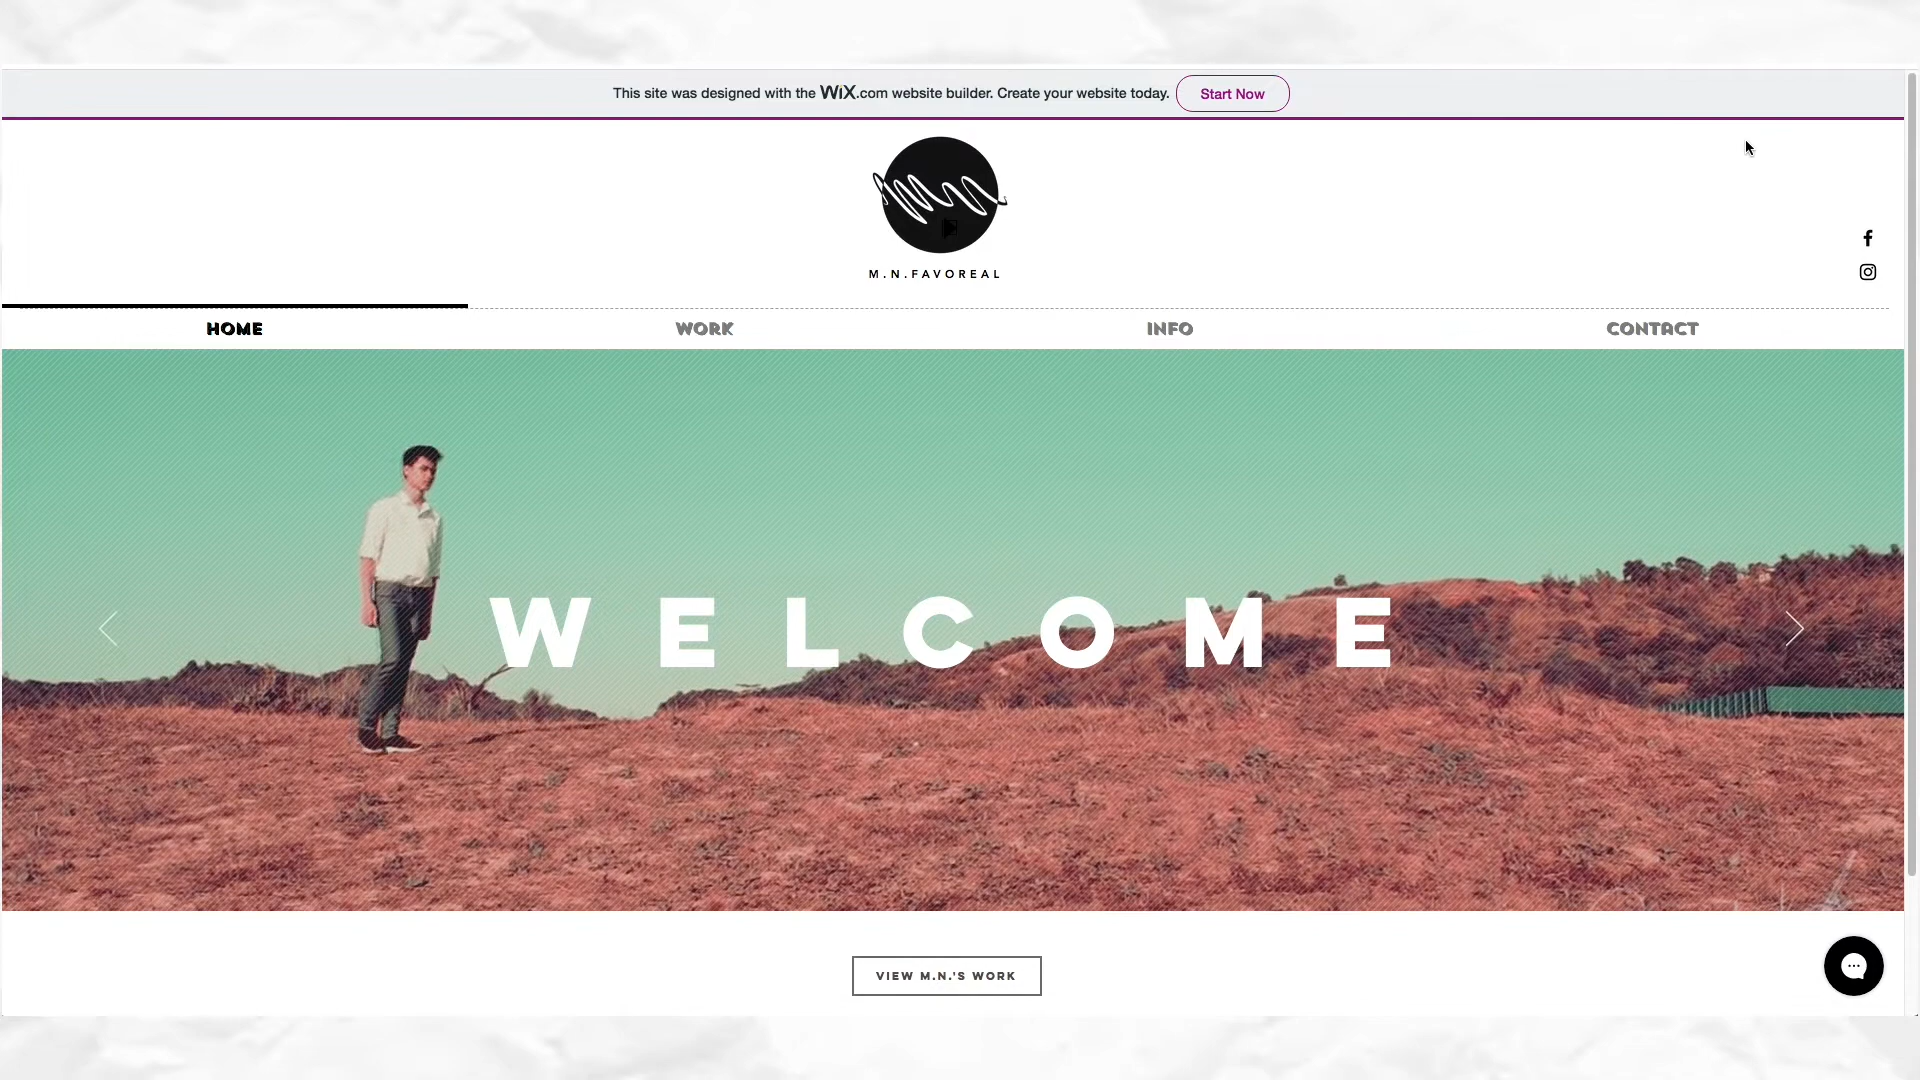 This site was designed with the WiX.com website builder. Create your website today. Start Now
mn
M.N.FAVOREAL
HOME WORK INFO CONTACT
WELCOME
VIEW M.N.'S WORK